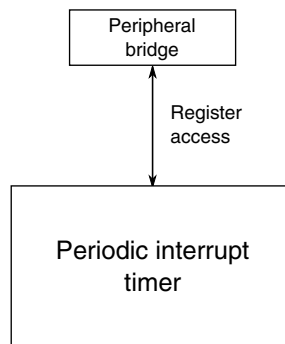 Peripheral
bridge
Register
access
Periodic interrupt
timer